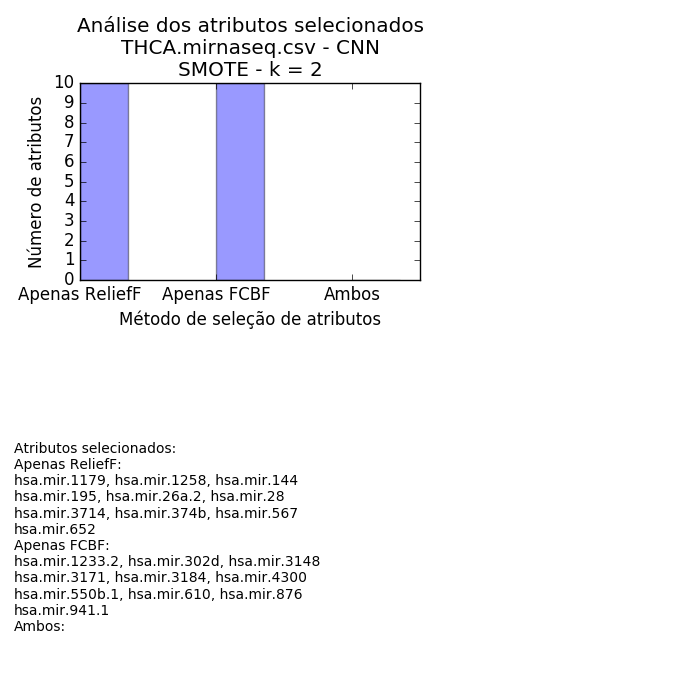 Análise dos atributos selecionados
THCA.mirnaseq.csv - CNN
SMOTE - k = 2
10
9
8
7
6
5
4
3
2
1
0
Número de atributos
Apenas ReliefF Apenas FCBF Ambos
Método de seleção de atributos
Atributos selecionados:
Apenas ReliefF:
hsa.mir.1179, hsa.mir.1258, hsa.mir.144
hsa.mir.195, hsa.mir.26a.2, hsa.mir.28
hsa.mir.3714, hsa.mir.374b, hsa.mir.567
hsa.mir.652
Apenas FCBF:
hsa.mir.1233.2, hsa.mir.302d, hsa.mir.3148
hsa.mir.3171, hsa.mir.3184, hsa.mir.4300
hsa.mir.550b.1, hsa.mir.610, hsa.mir.876
hsa.mir.941.1
Ambos: